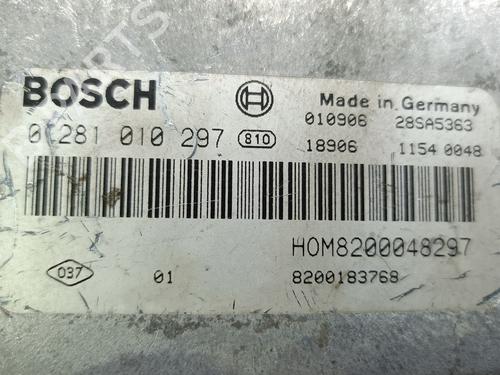 BOSCH
Made in Germany
0 281 010 297 810
010906 28SA5363
18906 1154 0048
HOM8200048297
037 01 8200183768